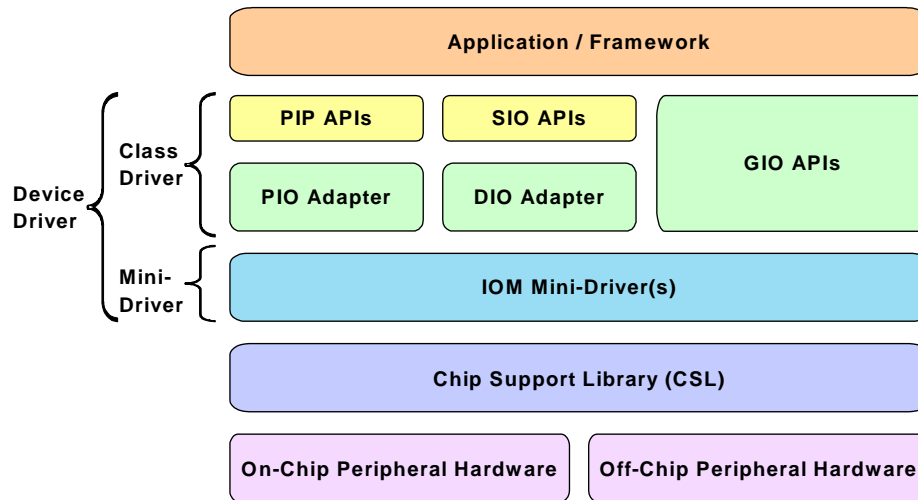 Application / Framework
PIP APIs
SIO APIs
GIO APIs
Class
Driver
PIO Adapter
DIO Adapter
Device
Driver
Mini-
Driver
IOM Mini-Driver(s)
Chip Support Library (CSL)
On-Chip Peripheral Hardware
Off-Chip Peripheral Hardware